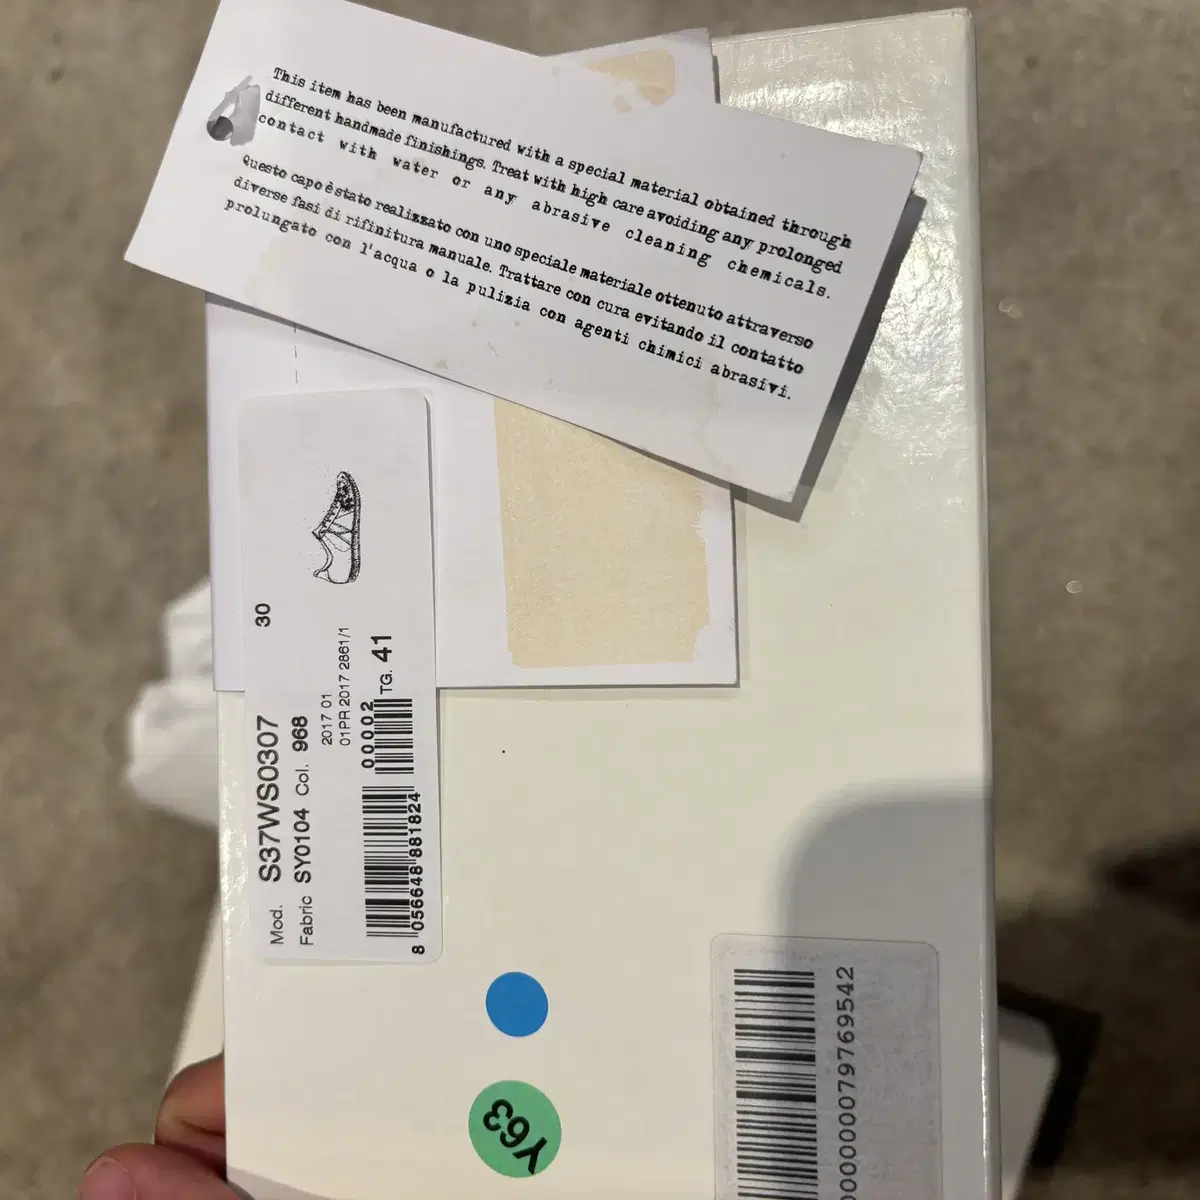 This item has been manufactured with a special material obtained through
different handmade finishings. Treat with high care avoiding any prolonged
contact with water or any abrasive cleaning chemicals.
Questo capo è stato realizzato con uno speciale materiale ottenuto attraverso
diverse fasi di rifinitura manuale. Trattare con cura evitando il contatto
prolungato con l'acqua o la pulizia con agenti chimici abrasivi.
Mod. S37WS0307 30
Fabric SY0104 Col. 968
2017 01
01PR 2017 2861/1
00002 TG. 41
8 056648 881824
Y63
000000079769542